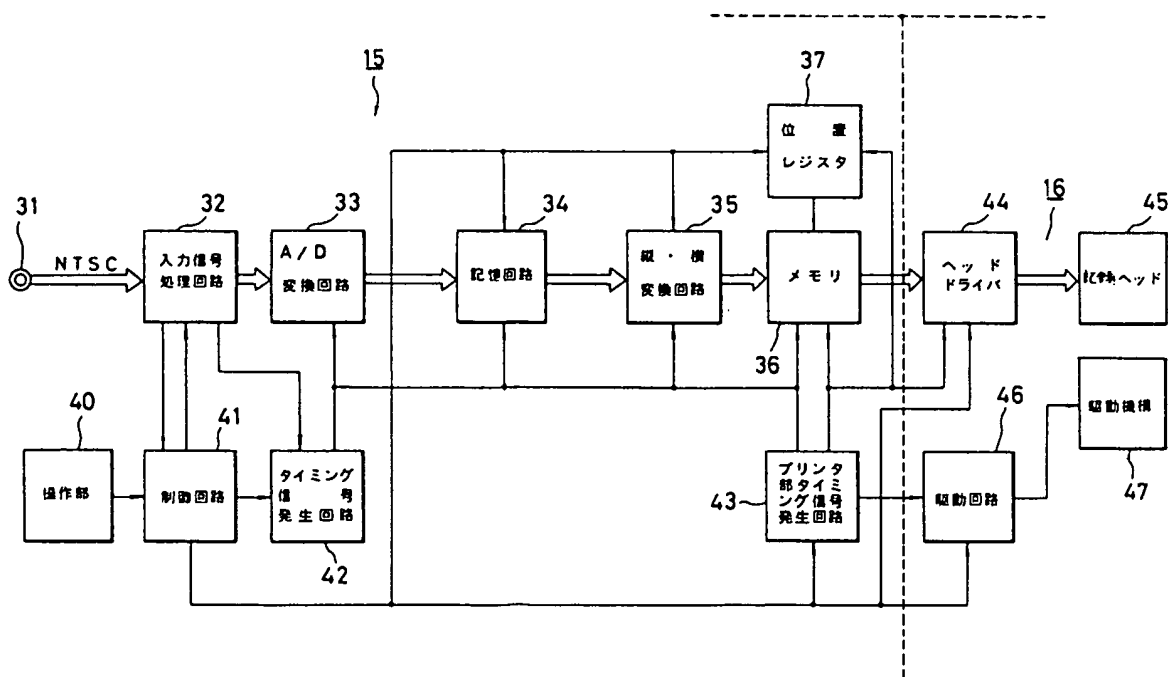 15
37
位置
レジスタ
31
NTSC
32
入力信号
処理回路
33
A/D
変換回路
34
記憶回路
35
縦・横
変換回路
メモリ
36
44
ヘッド
ドライバ
16
45
ヘッド
40
操作部
41
制御回路
タイミング
信号
発生回路
42
43
プリンタ
部タイミ
ング信号
発生回路
46
駆動回路
駆動機構
47